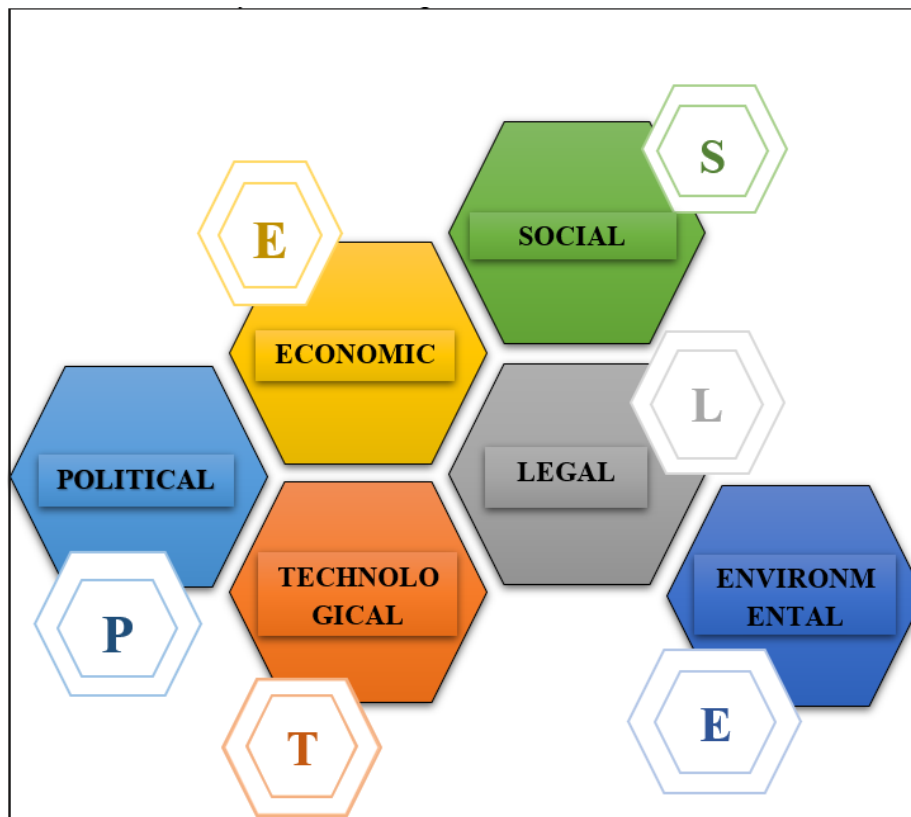 S
SOCIAL
E
ECONOMIC
L
LEGAL
POLITICAL
P
TECHNOLO
GICAL
T
ENVIRONM
ENTAL
E